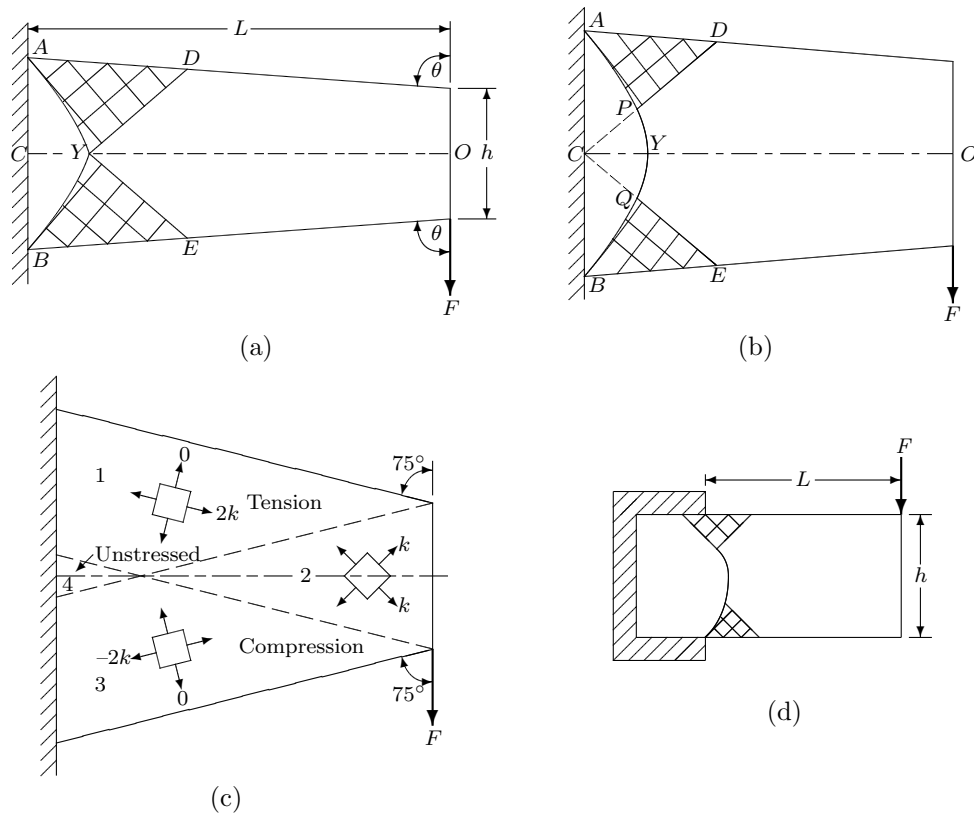 L
A
D
θ
C
Y
O
h
B
E
θ
F
(a)
A
D
P
C
Y
O
Q
B
E
F
(b)
75°
1
0
2k
Tension
Unstressed
4
2
k
k
−2k
3
0
Compression
75°
F
(c)
F
L
h
(d)